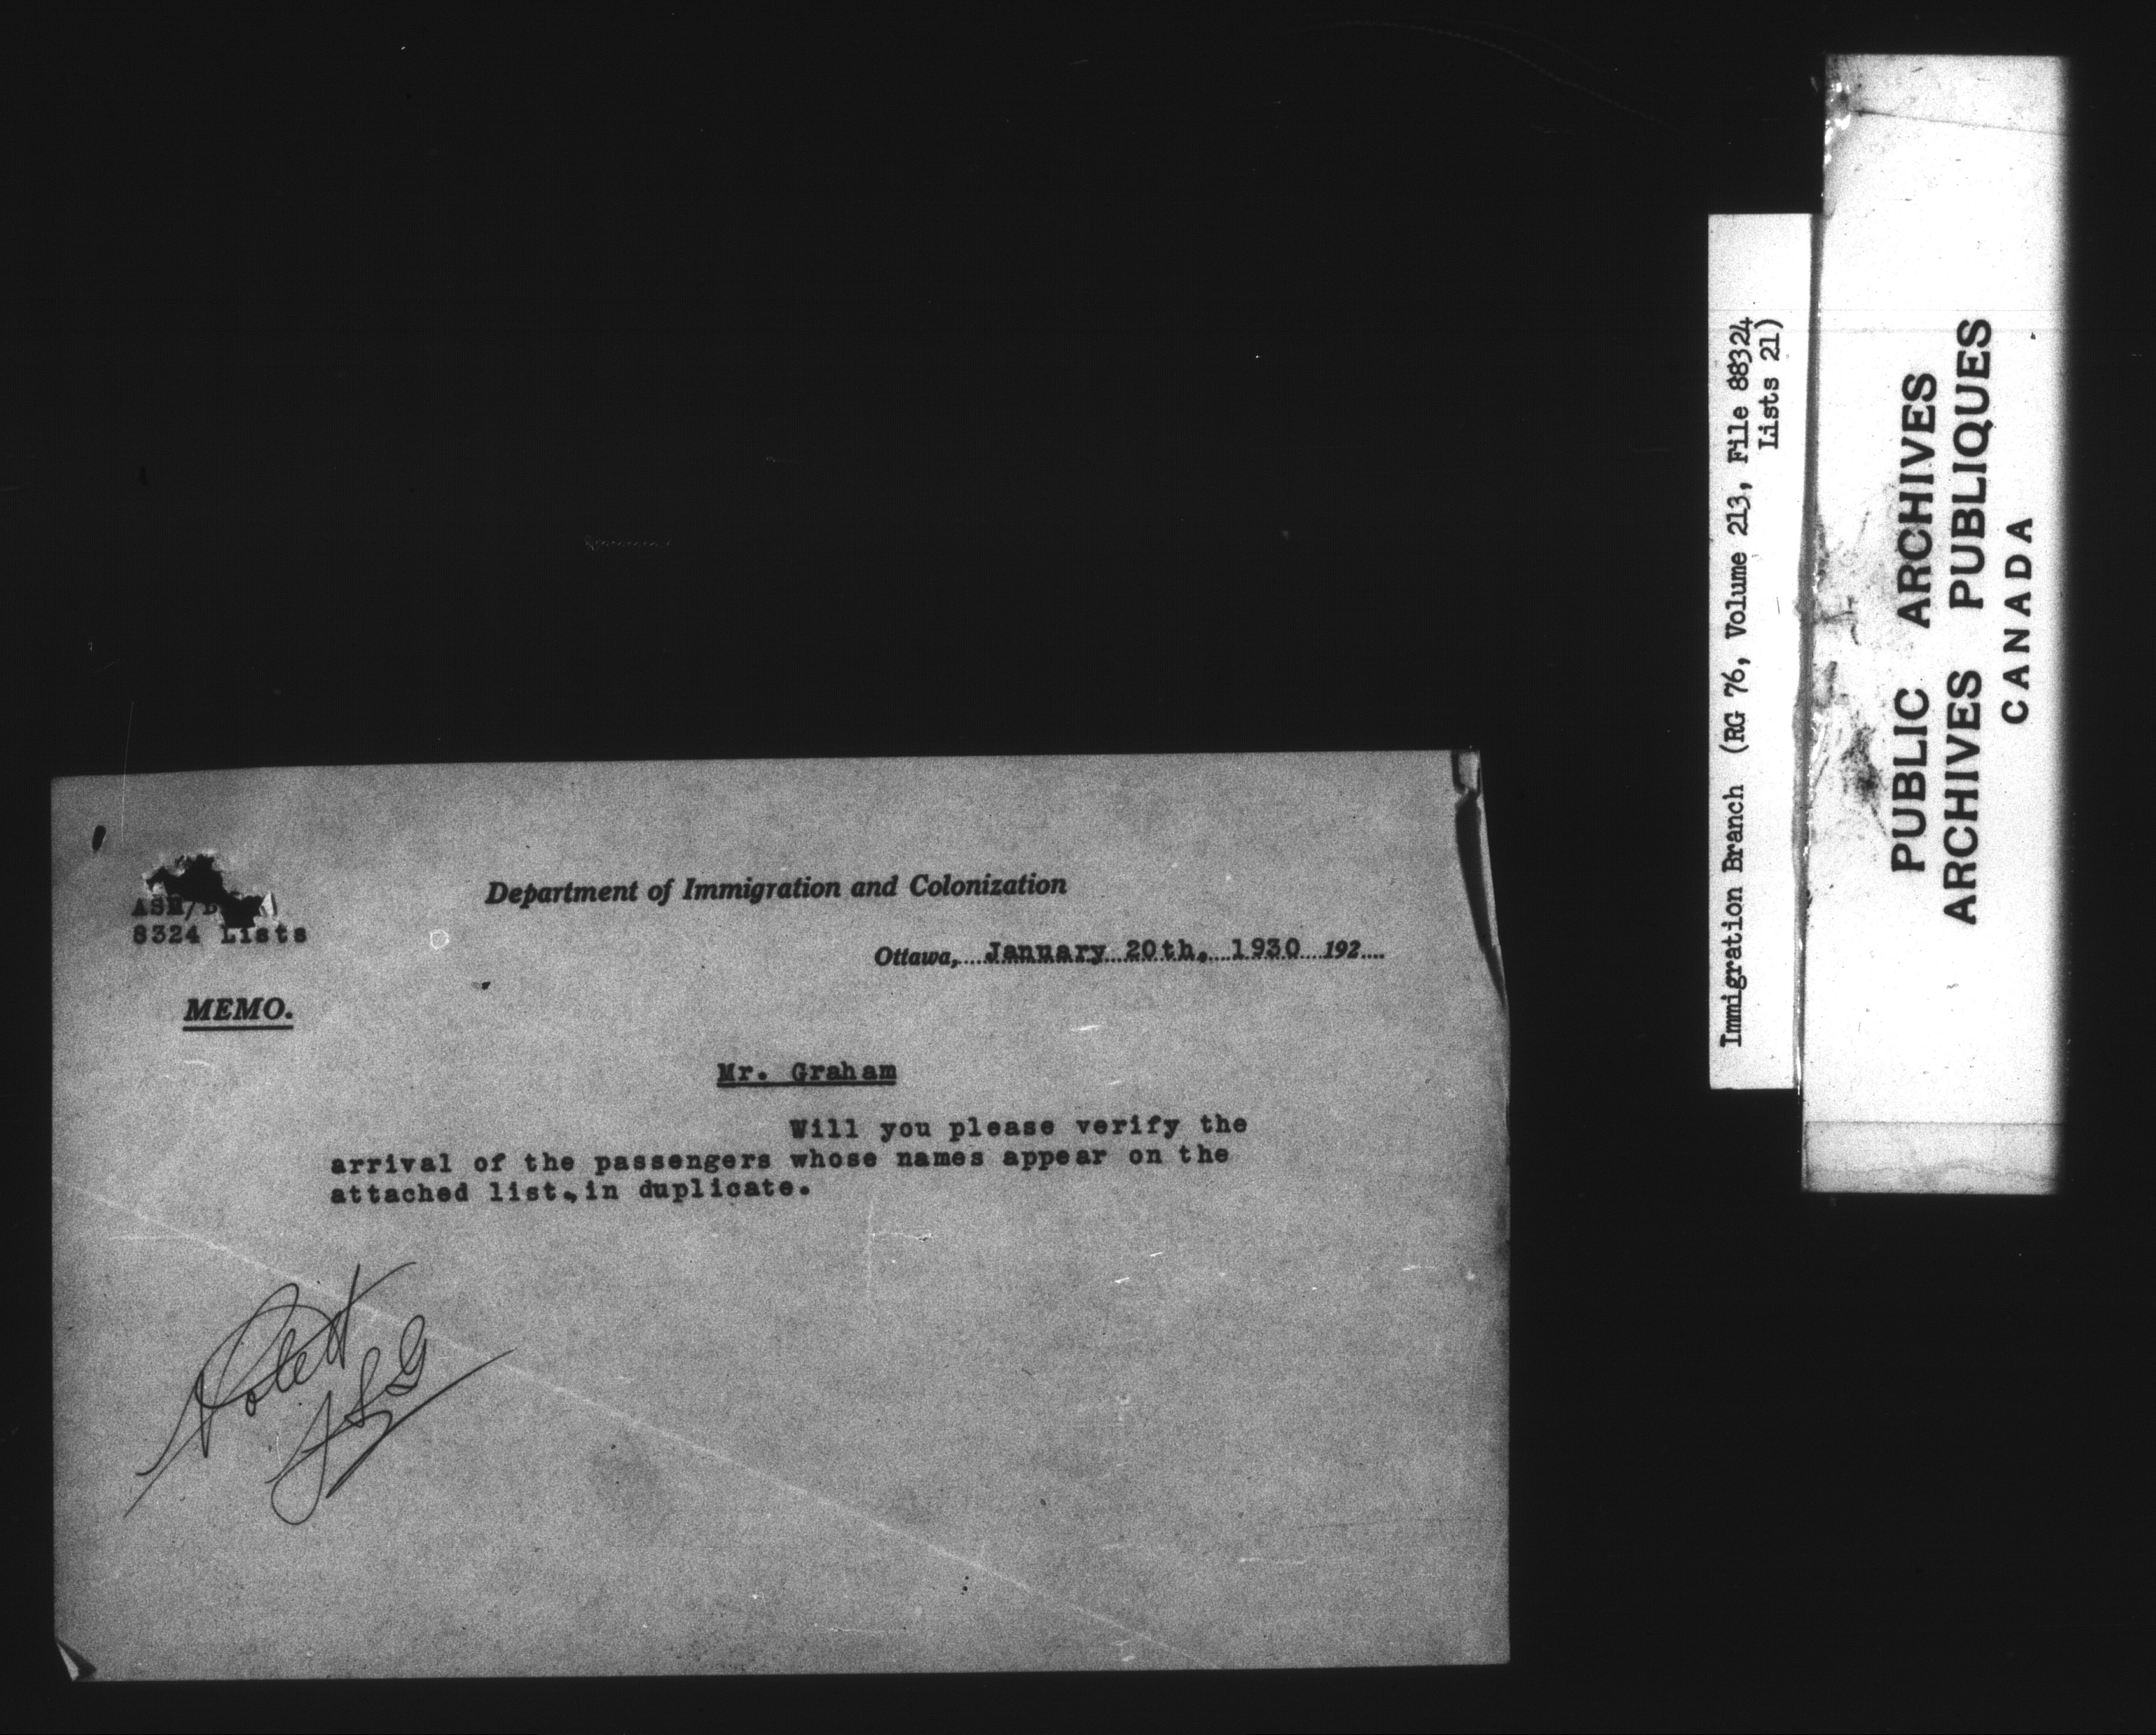 Department of Immigration and Colonization
8324 Lists
Ottawa, January 20th, 1930 192
MEMO.
Mr. Graham
Will you please verify the
arrival of the passengers whose names appear on the
attached list, in duplicate.
Immigration Branch (RG 76, Volume 213, File 88324
Lists 21)
PUBLIC ARCHIVES
ARCHIVES PUBLIQUES
CANADA